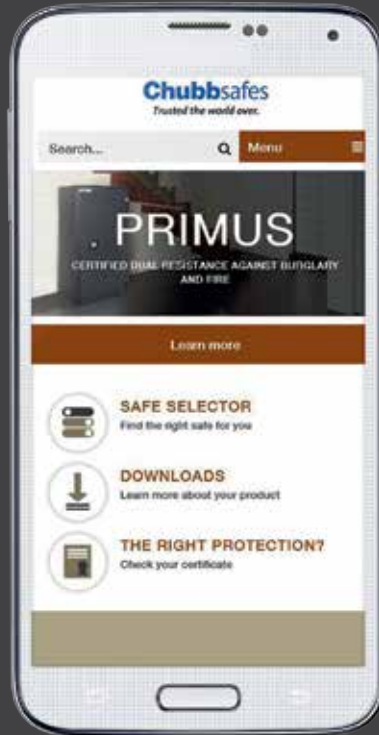 Chubbsafes
Trusted the world over.
Search...
Menu
PRIMUS
CERTIFIED DUAL RESISTANCE AGAINST BURGLARY
AND FIRE
Learn more
SAFE SELECTOR
Find the right safe for you
DOWNLOADS
Learn more about your product
THE RIGHT PROTECTION?
Check your certificate